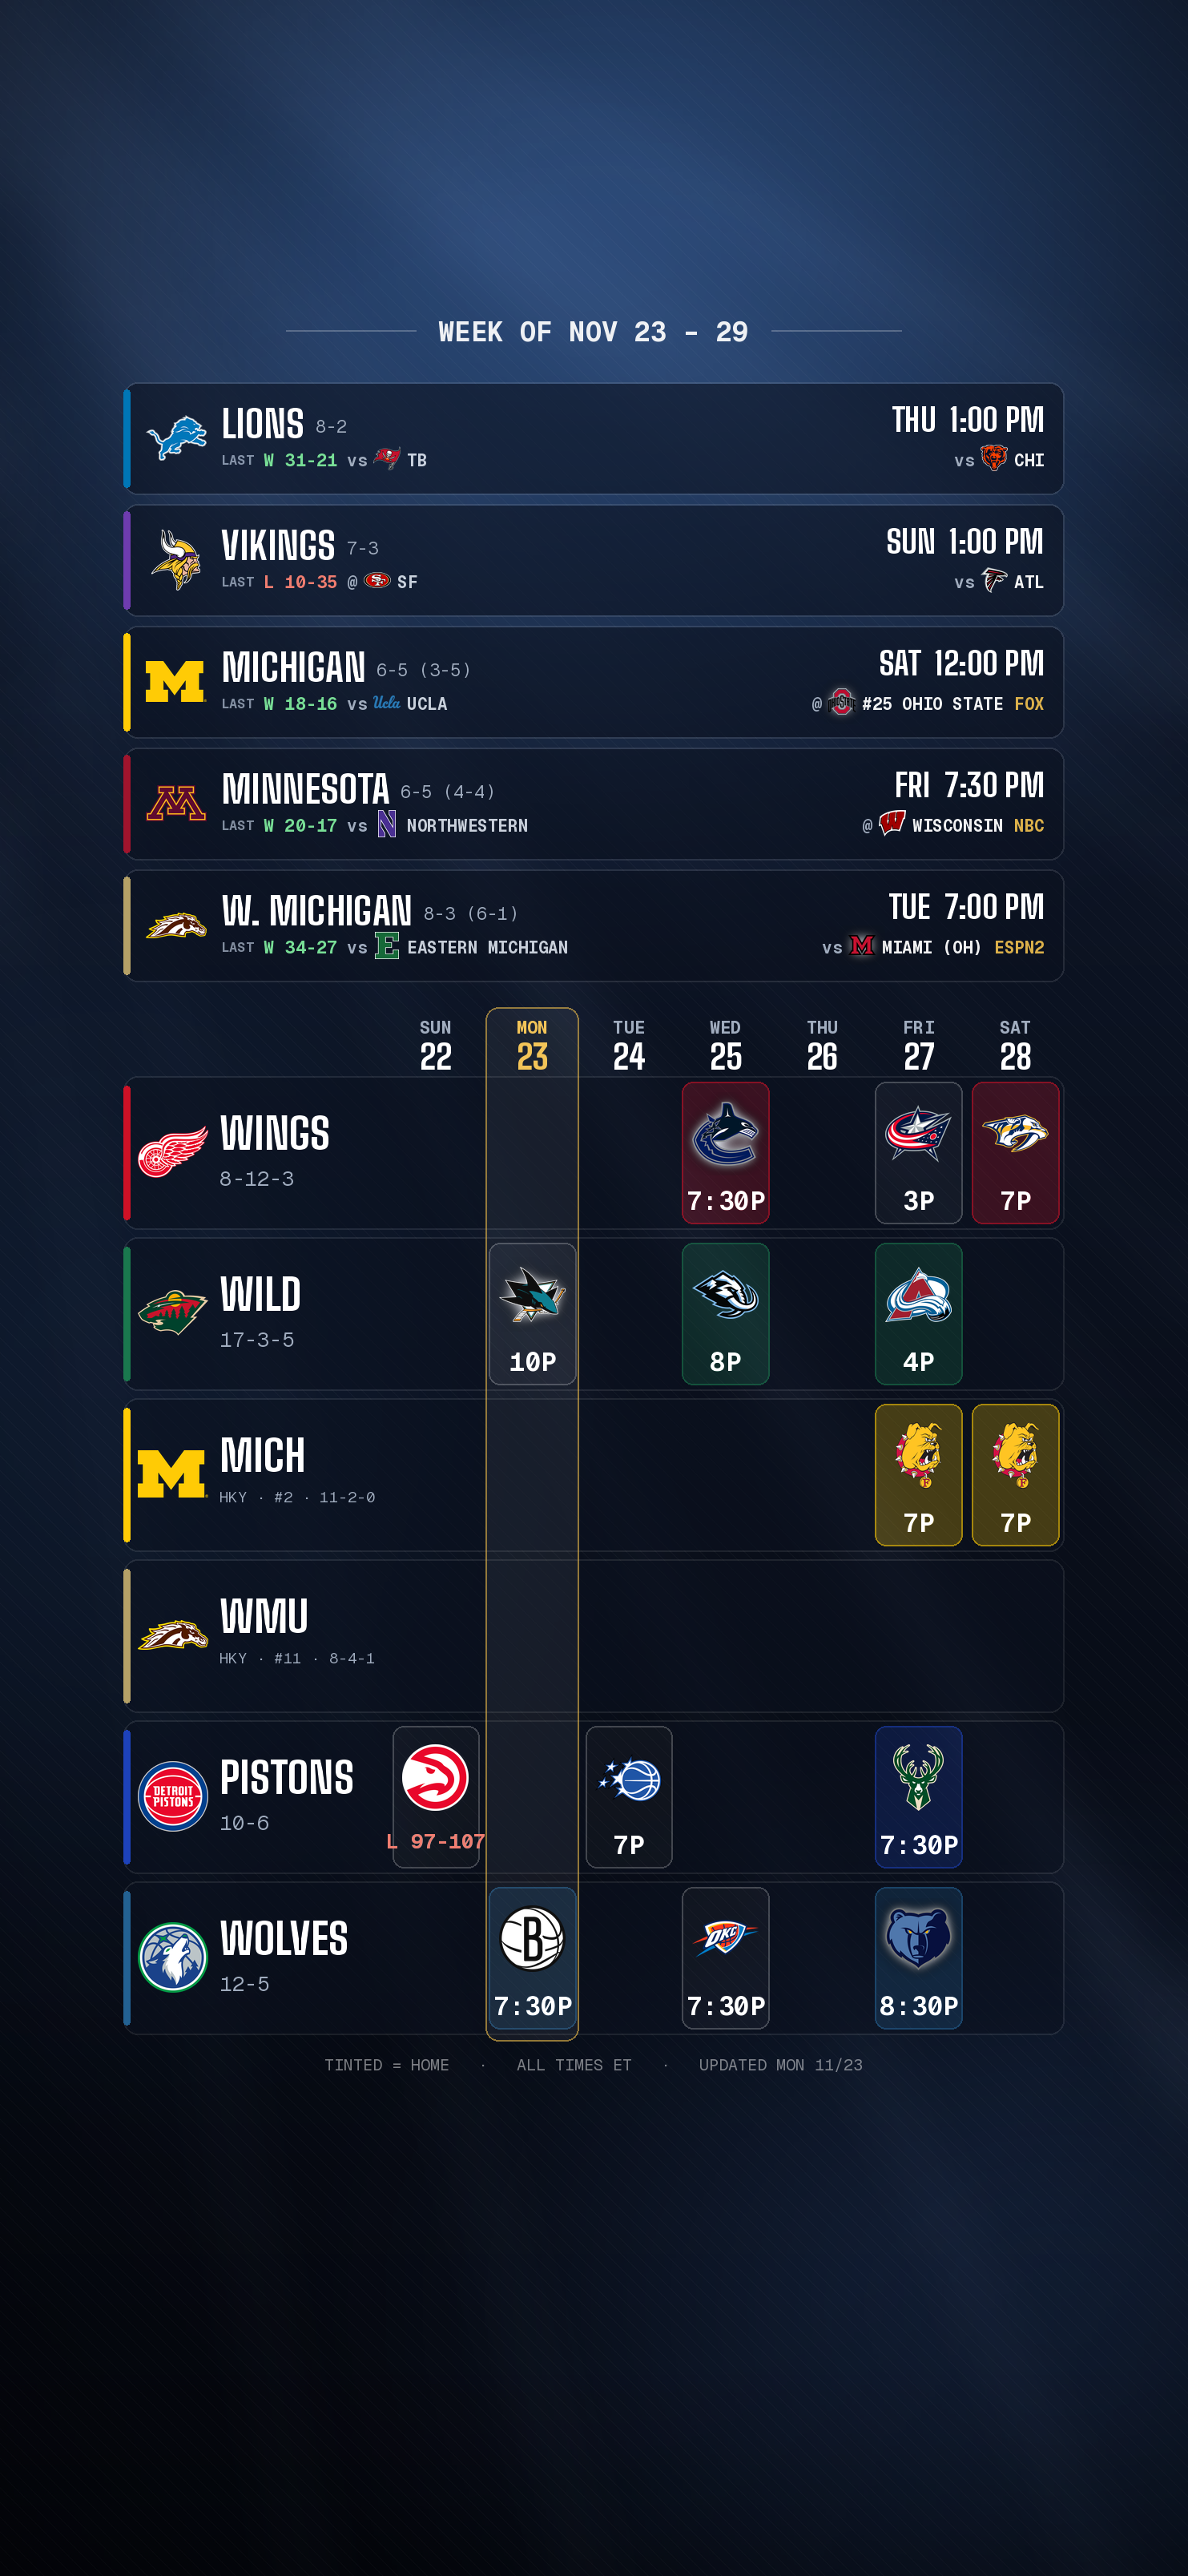 WEEK OF NOV 23 – 29
LIONS 8-2
LAST W 31-21 vs TB
THU 1:00 PM
vs CHI
VIKINGS 7-3
LAST L 10-35 @ SF
SUN 1:00 PM
vs ATL
MICHIGAN 6-5 (3-5)
LAST W 18-16 vs Ucla UCLA
SAT 12:00 PM
@ #25 OHIO STATE FOX
MINNESOTA 6-5 (4-4)
LAST W 20-17 vs NORTHWESTERN
FRI 7:30 PM
@ WISCONSIN NBC
W. MICHIGAN 8-3 (6-1)
LAST W 34-27 vs EASTERN MICHIGAN
TUE 7:00 PM
vs MIAMI (OH) ESPN2
SUN MON TUE WED THU FRI SAT
22 23 24 25 26 27 28
WINGS
8-12-3
7:30P 3P 7P
WILD
17-3-5
10P 8P 4P
MICH
HKY · #2 · 11-2-0
7P 7P
WMU
HKY · #11 · 8-4-1
DETROIT
PISTONS
PISTONS
10-6
L 97-107 7P 7:30P
WOLVES
12-5
B
OKC
7:30P 7:30P 8:30P
TINTED = HOME · ALL TIMES ET · UPDATED MON 11/23